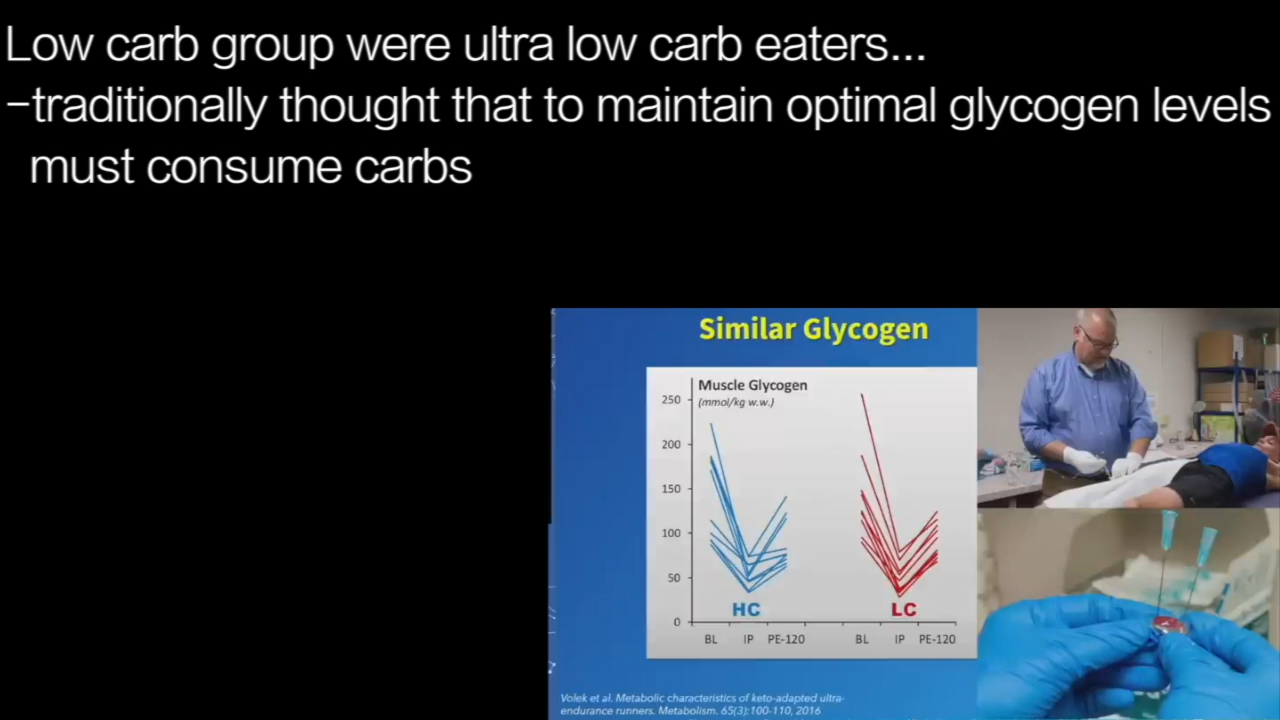 Low carb group were ultra low carb eaters...
-traditionally thought that to maintain optimal glycogen levels
must consume carbs
Similar Glycogen
Muscle Glycogen
(mmol/kg w.w.)
250
200
150
100
50
0
HC
LC
BL IP PE-120 BL IP PE-120
Volek et al. Metabolic characteristics of keto-adapted ultra-
endurance runners. Metabolism. 65(3):100-110, 2016